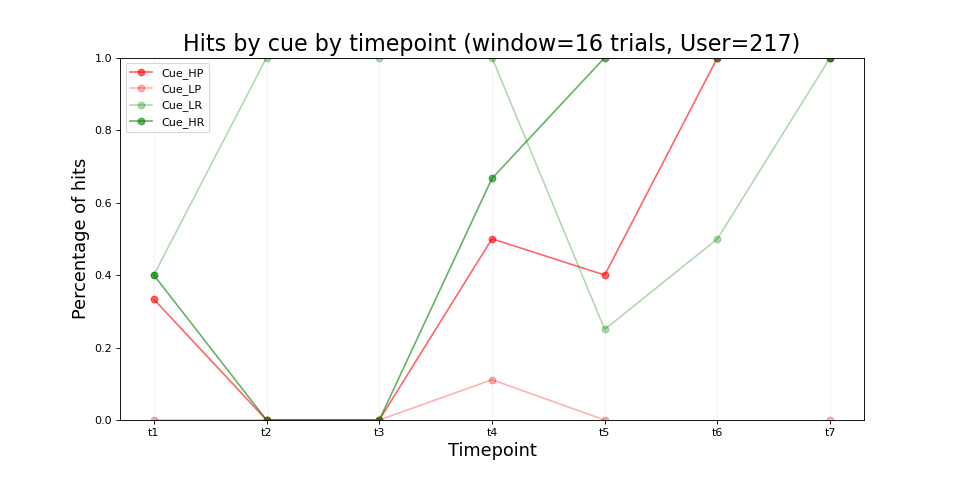 Hits by cue by timepoint (window=16 trials, User=217)
Cue_HP
Cue_LP
Cue_LR
Cue_HR
Percentage of hits
1.0
0.8
0.6
0.4
0.2
0.0
t1 t2 t3 t4 t5 t6 t7
Timepoint